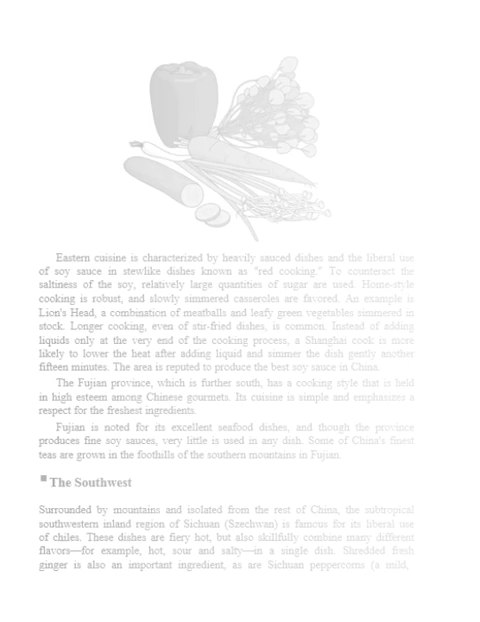 Eastern cuisine is characterized by heavily sauced dishes and the liberal use
of soy sauce in stewlike dishes known as "red cooking." To counteract the
saltiness of the soy, relatively large quantities of sugar are used. Home-style
cooking is robust, and slowly simmered casseroles are favored. An example is
Lion's Head, a combination of meatballs and leafy green vegetables simmered in
stock. Longer cooking, even of stir-fried dishes, is common. Instead of adding
liquids only at the very end of the cooking process, a Shanghai cook is more
likely to lower the heat after adding liquid and simmer the dish gently another
fifteen minutes. The area is reputed to produce the best soy sauce in China.
The Fujian province, which is further south, has a cooking style that is held
in high esteem among Chinese gourmets. Its cuisine is simple and emphasizes a
respect for the freshest ingredients.
Fujian is noted for its excellent seafood dishes, and though the province
produces fine soy sauces, very little is used in any dish. Some of China's finest
teas are grown in the foothills of the southern mountains in Fujian.
The Southwest
Surrounded by mountains and isolated from the rest of China, the subtropical
southwestern inland region of Sichuan (Szechwan) is famous for its liberal use
of chiles. These dishes are fiery hot, but also skillfully combine many different
flavors—for example, hot, sour and salty—in a single dish. Shredded fresh
ginger is also an important ingredient, as are Sichuan peppercorns (a mild,